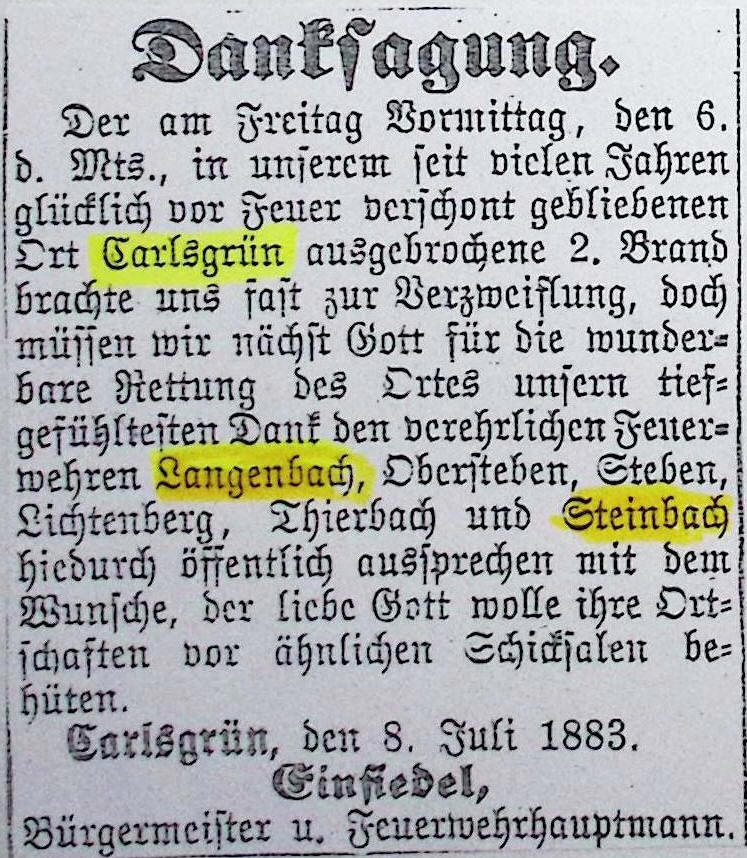 Danksagung.
Der am Freitag Vormittag, den 6.
d. Mts., in unserem seit vielen Jahren
glücklich vor Feuer verschont gebliebenen
Ort Carlsgrün ausgebrochene 2. Brand
brachte uns fast zur Verzweiflung, doch
müssen wir nächst Gott für die wunder=
bare Rettung des Ortes unsern tief=
gefühltesten Dank den verehrlichen Feuer=
wehren Langenbach, Obersteben, Steben,
Lichtenberg, Thierbach und Steinbach
hiedurch öffentlich aussprechen mit dem
Wunsche, der liebe Gott wolle ihre Ort=
schaften vor ähnlichen Schicksalen be=
hüten.
Carlsgrün, den 8. Juli 1883.
Einsiedel,
Bürgermeister u. Feuerwehrhauptmann.